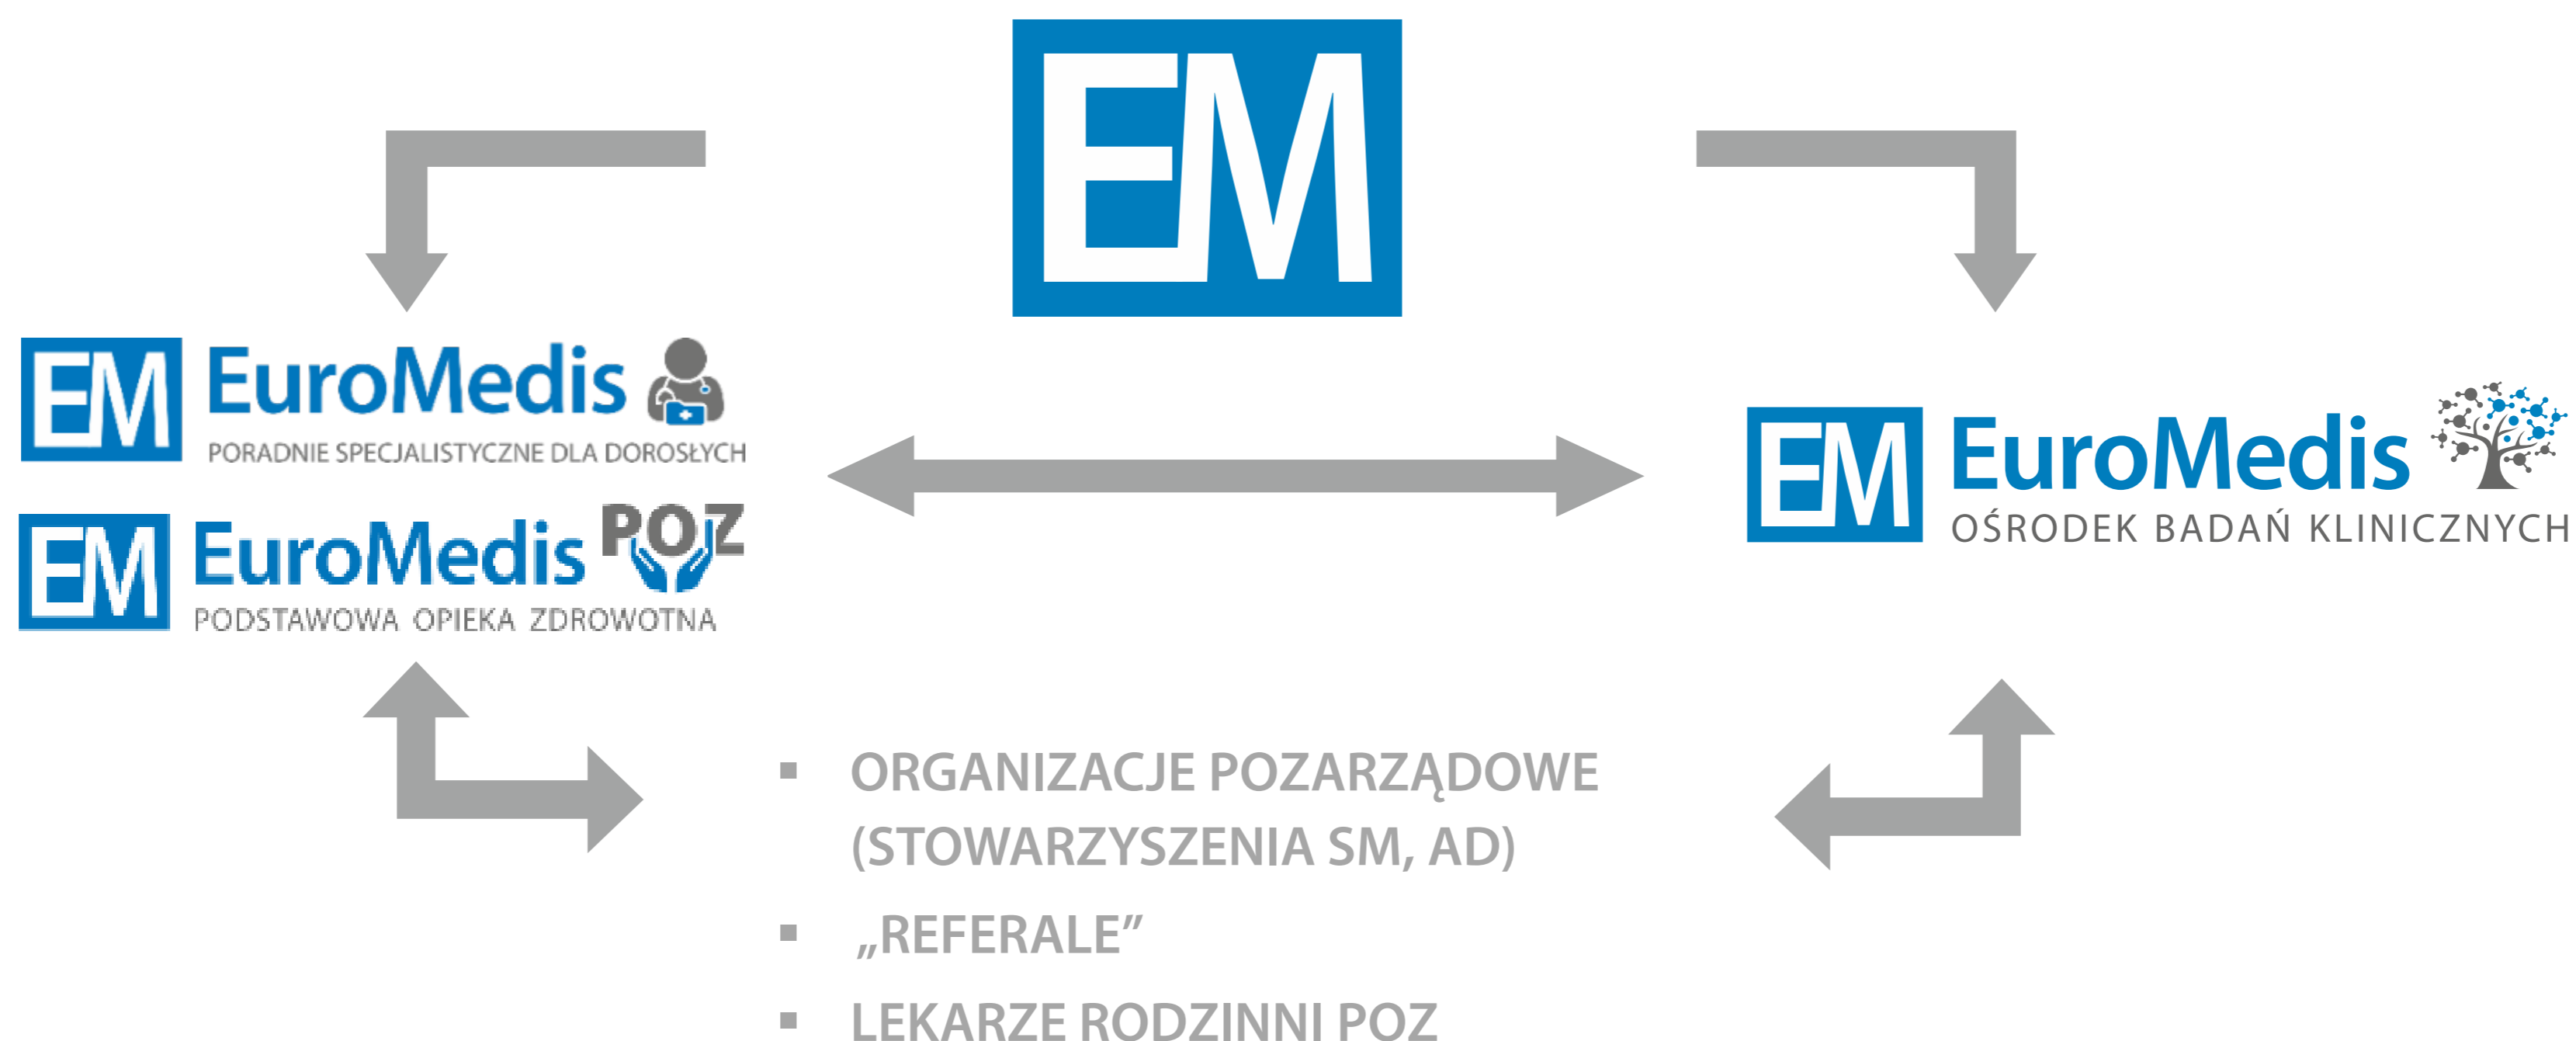 EM
EM EuroMedis
PORADNIE SPECJALISTYCZNE DLA DOROSŁYCH
EM EuroMedis POZ
PODSTAWOWA OPIEKA ZDROWOTNA
EM EuroMedis
OŚRODEK BADAŃ KLINICZNYCH
▪ ORGANIZACJE POZARZĄDOWE
(STOWARZYSZENIA SM, AD)
▪ „REFERALE”
▪ LEKARZE RODZINNI POZ